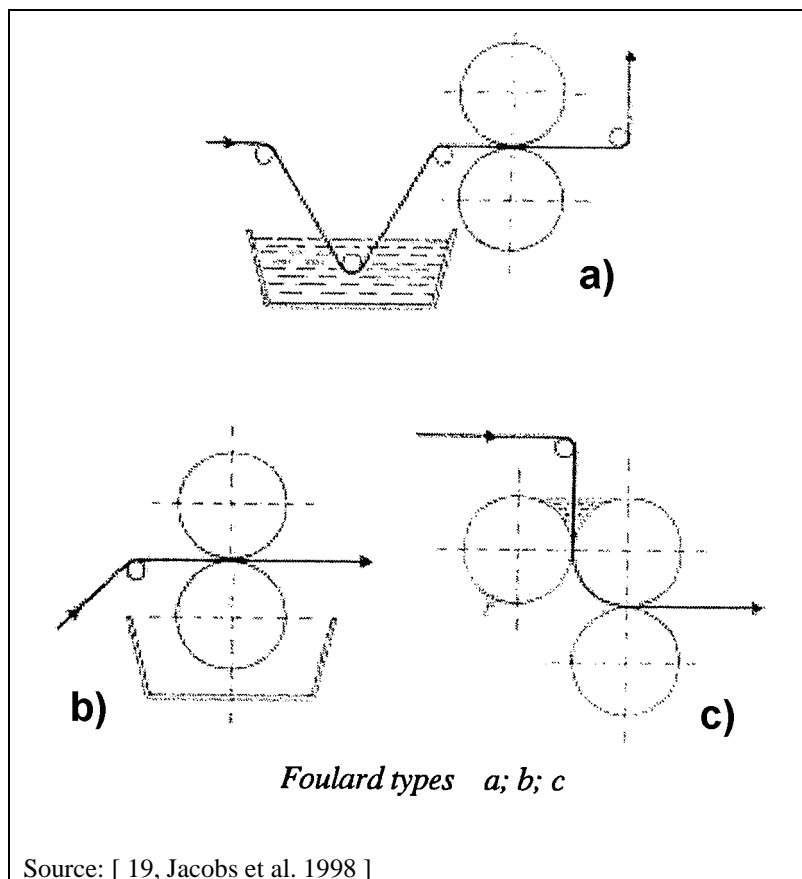 a)
b)
c)
Foulard types a; b; c
Source: [ 19, Jacobs et al. 1998 ]